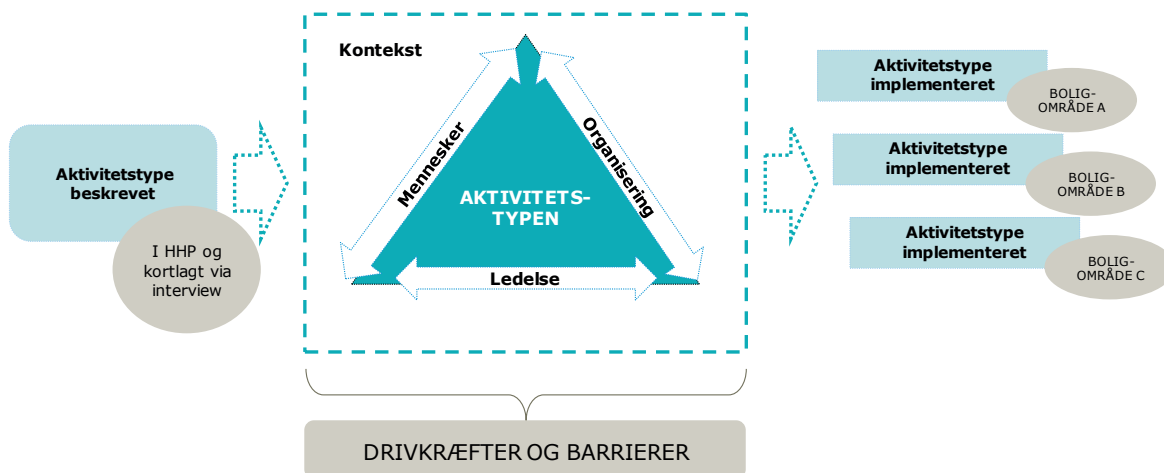 Aktivitetstype
beskrevet
I HHP og
kortlagt via
interview
Kontekst
Mennesker
Organisering
AKTIVITETS-
TYPEN
Ledelse
DRIVKRÆFTER OG BARRIERER
Aktivitetstype
implementeret
BOLIG-
OMRÅDE A
Aktivitetstype
implementeret
BOLIG-
OMRÅDE B
Aktivitetstype
implementeret
BOLIG-
OMRÅDE C